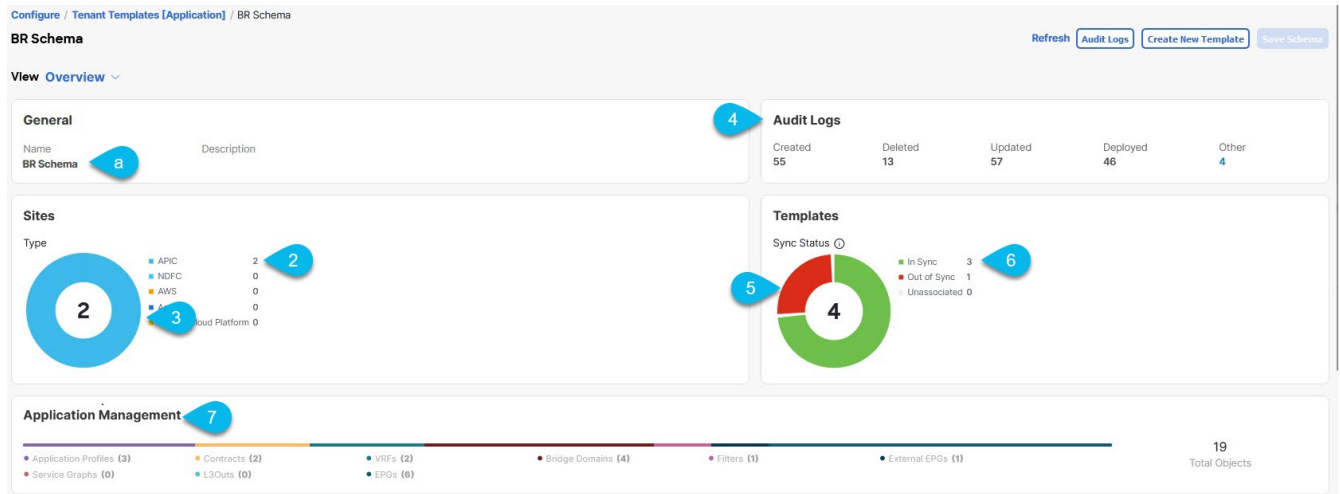 Configure / Tenant Templates [Application] / BR Schema
BR Schema
Refresh Audit Logs Create New Template Save Schema
View Overview
General
Name Description
BR Schema a
4 Audit Logs
Created Deleted Updated Deployed Other
55 13 57 46 4
Sites
Type
2
APIC 2 2
NDFC 0
AWS 0
0
3 loud Platform 0
Templates
Sync Status
5
4
In Sync 3 6
Out of Sync 1
Unassociated 0
Application Management 7
Application Profiles (3) Contracts (2) VRFs (2) Bridge Domains (4) Filters (1) External EPGs (1)
Service Graphs (0) L3Outs (0) EPGs (6)
19
Total Objects